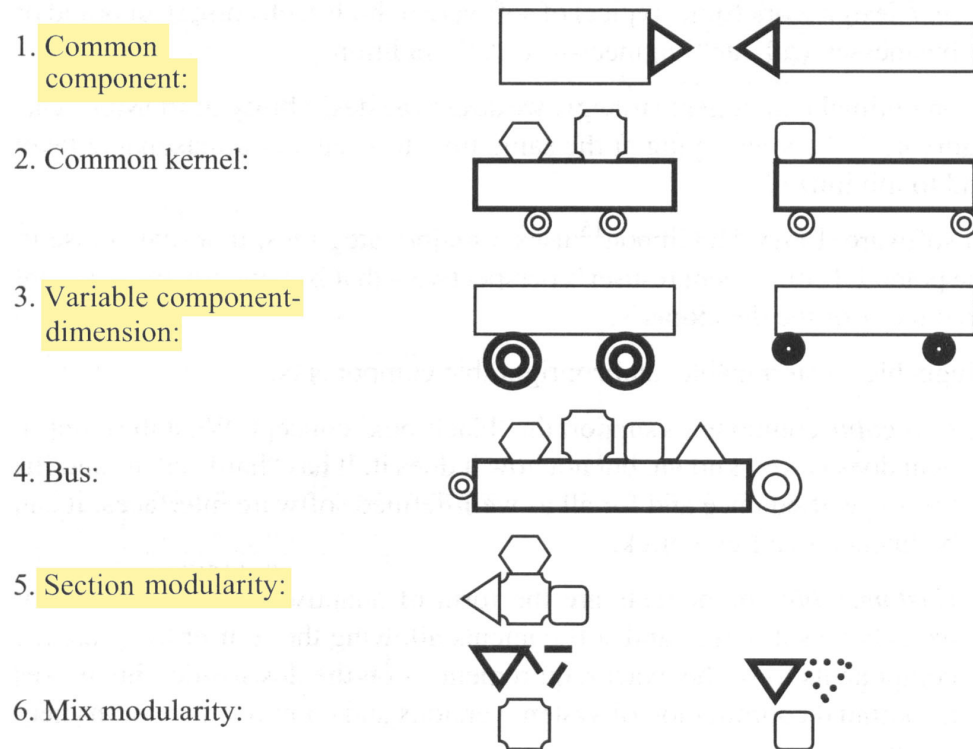 1. Common
component:
2. Common kernel:
3. Variable component-
dimension:
4. Bus:
5. Section modularity:
6. Mix modularity: